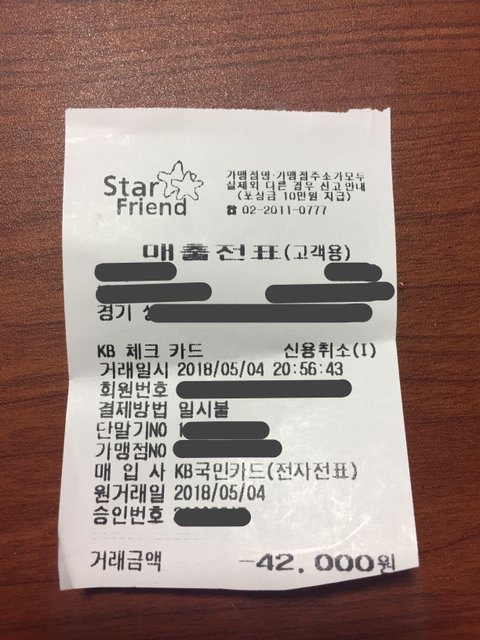 Star
Friend
가맹점명·가맹점주소가모두
실제와 다른 경우 신고안내
(포상금 10만원 지급)
☎ 02-2011-0777
매출전표(고객용)
경기
KB 체크 카드 신용취소(I)
거래일시 2018/05/04 20:56:43
회원번호
결제방법 일시불
단말기NO 1
가맹점NO
매 입 사 KB국민카드(전자전표)
원거래일 2018/05/04
승인번호
거래금액 -42,000원